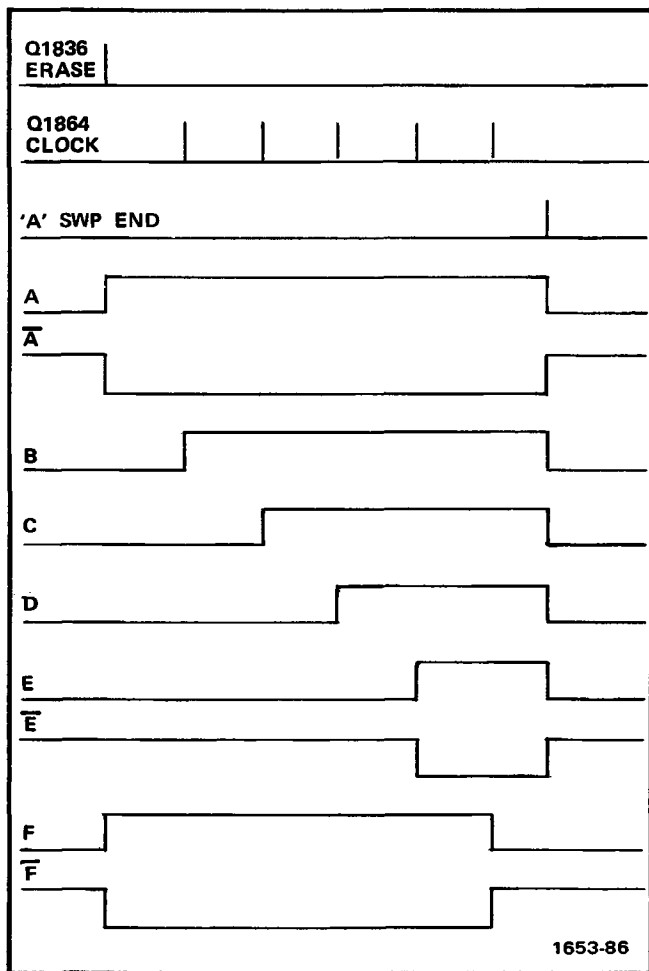 Q1836
ERASE
Q1864
CLOCK
'A' SWP END
A
A̅
B
C
D
E
E̅
F
F̅
1653-86